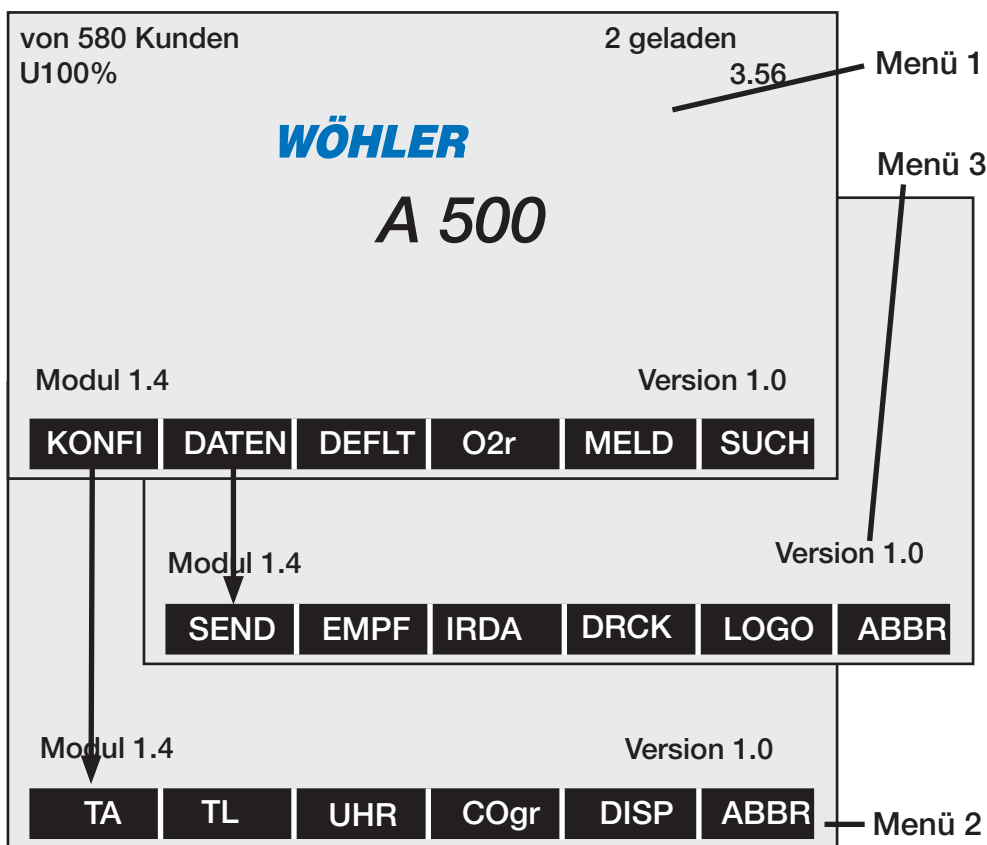 von 580 Kunden 2 geladen
U100% 3.56
Menü 1
WÖHLER
Menü 3
A 500
Modul 1.4 Version 1.0
KONFI DATEN DEFLT O2r MELD SUCH
Modul 1.4 Version 1.0
SEND EMPF IRDA DRCK LOGO ABBR
Modul 1.4 Version 1.0
TA TL UHR COgr DISP ABBR
Menü 2